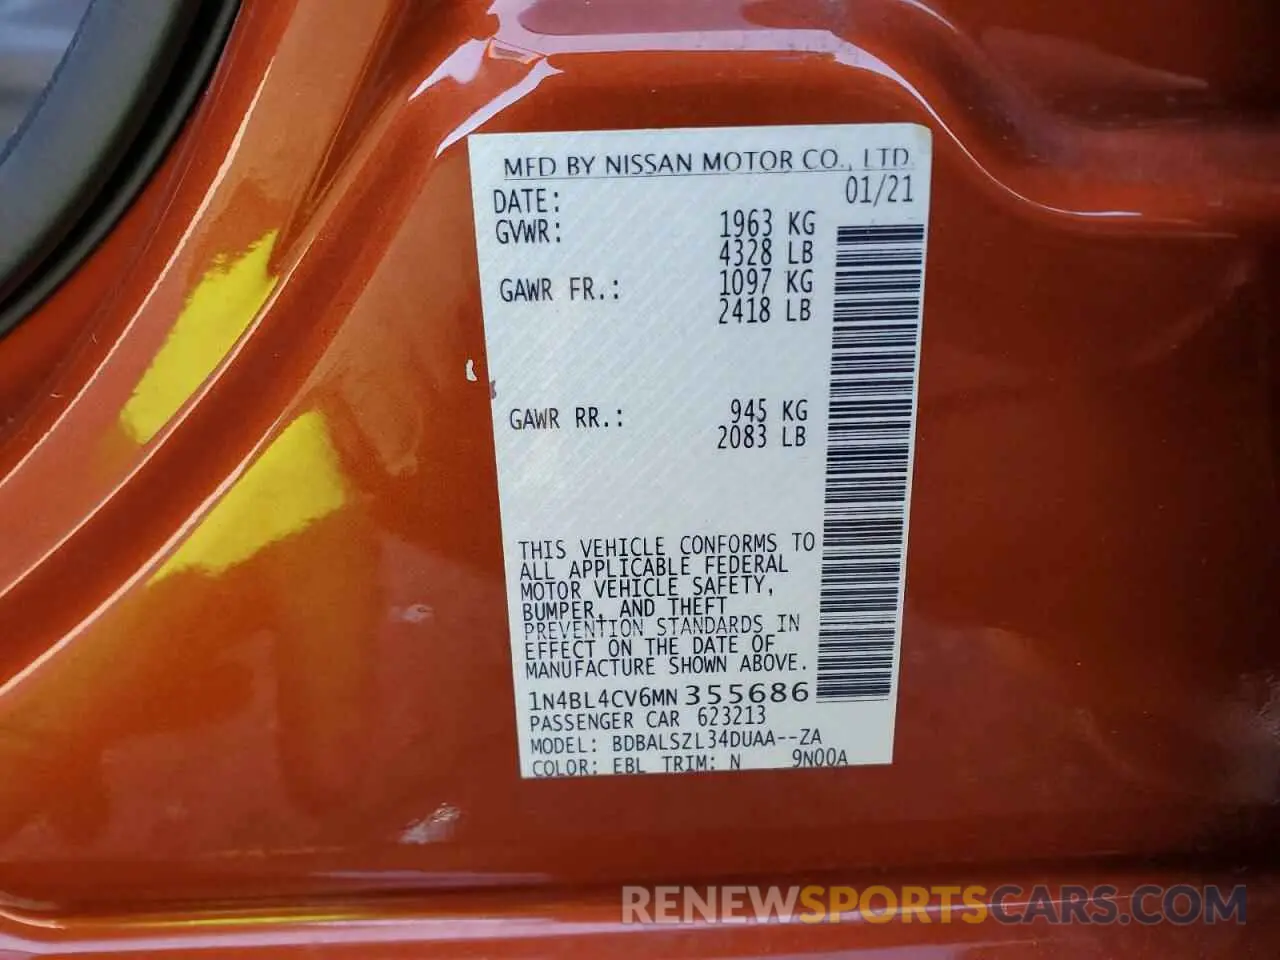 MFD BY NISSAN MOTOR CO., LTD.
DATE: 01/21
GVWR: 1963 KG
4328 LB
GAWR FR.: 1097 KG
2418 LB
GAWR RR.: 945 KG
2083 LB
THIS VEHICLE CONFORMS TO
ALL APPLICABLE FEDERAL
MOTOR VEHICLE SAFETY,
BUMPER, AND THEFT
PREVENTION STANDARDS IN
EFFECT ON THE DATE OF
MANUFACTURE SHOWN ABOVE.
1N4BL4CV6MN355686
PASSENGER CAR 623213
MODEL: BDBALSZL34DUAA--ZA
COLOR: EBL TRIM: N 9N00A
RENEWSPORTSCARS.COM